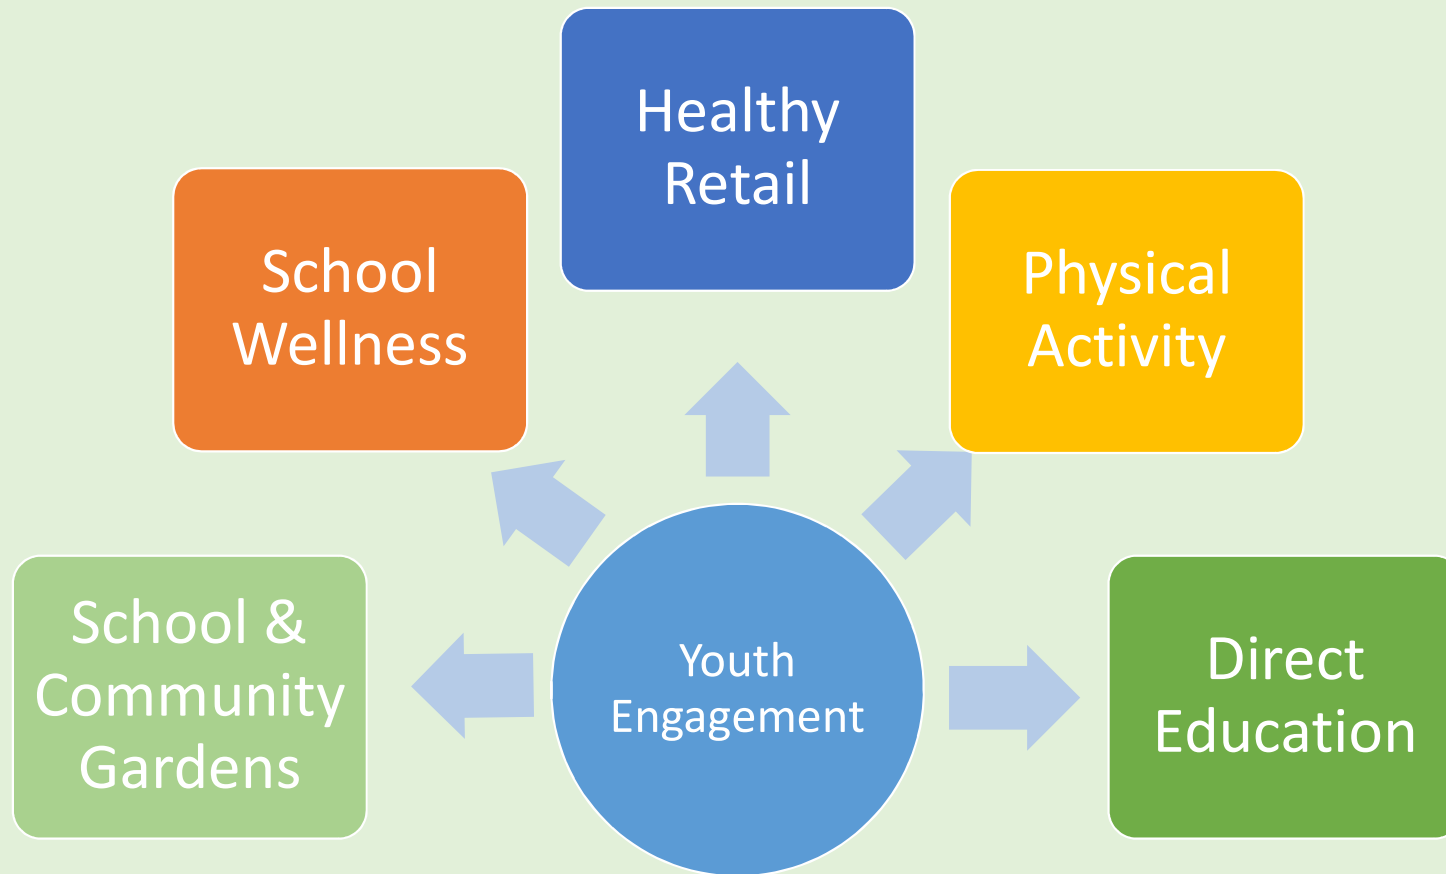 Healthy
Retail
School
Wellness
Physical
Activity
School &
Community
Gardens
Youth
Engagement
Direct
Education